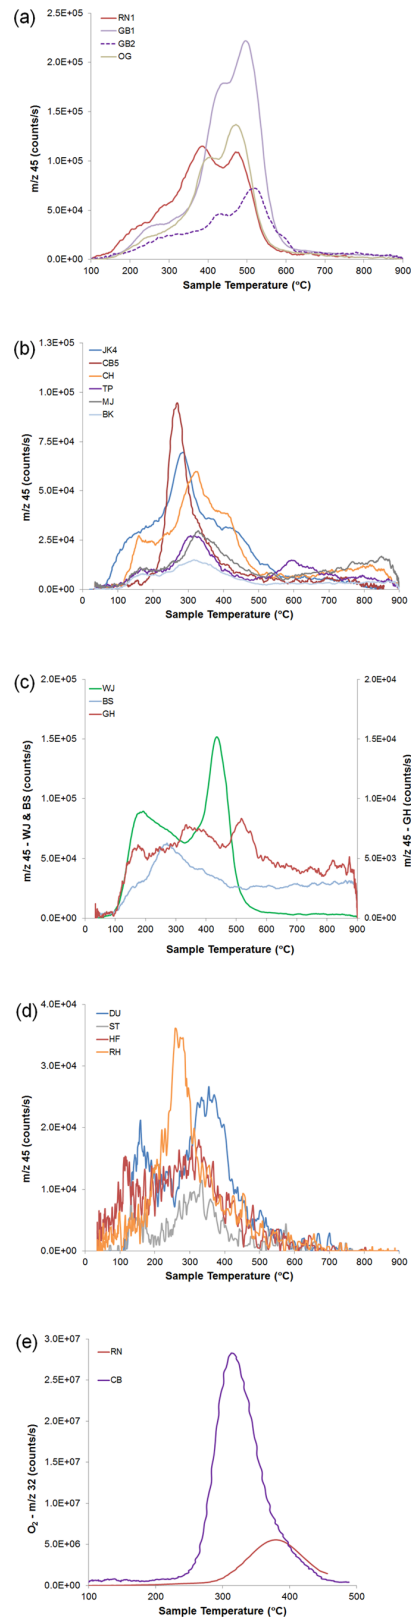 (a)
2.5E+05
2.0E+05
1.5E+05
1.0E+05
5.0E+04
0.0E+00
m/z 45 (counts/s)
RN1
GB1
GB2
OG
100 200 300 400 500 600 700 800 900
Sample Temperature (°C)
(b)
1.3E+05
1.0E+05
7.5E+04
5.0E+04
2.5E+04
0.0E+00
m/z 45 (counts/s)
JK4
CB5
CH
TP
MJ
BK
0 100 200 300 400 500 600 700 800 900
Sample Temperature (°C)
(c)
2.0E+05
1.5E+05
1.0E+05
5.0E+04
0.0E+00
m/z 45 - WJ & BS (counts/s)
WJ
BS
GH
2.0E+04
1.5E+04
1.0E+04
5.0E+03
0.0E+00
m/z 45 - GH (counts/s)
0 100 200 300 400 500 600 700 800 900
Sample Temperature (°C)
(d)
4.0E+04
3.0E+04
2.0E+04
1.0E+04
0.0E+00
m/z 45 (counts/s)
DU
ST
HF
RH
0 100 200 300 400 500 600 700 800 900
Sample Temperature (°C)
(e)
3.0E+07
2.5E+07
2.0E+07
1.5E+07
1.0E+07
5.0E+06
0.0E+00
O₂ - m/z 32 (counts/s)
RN
CB
100 200 300 400 500
Sample Temperature (°C)